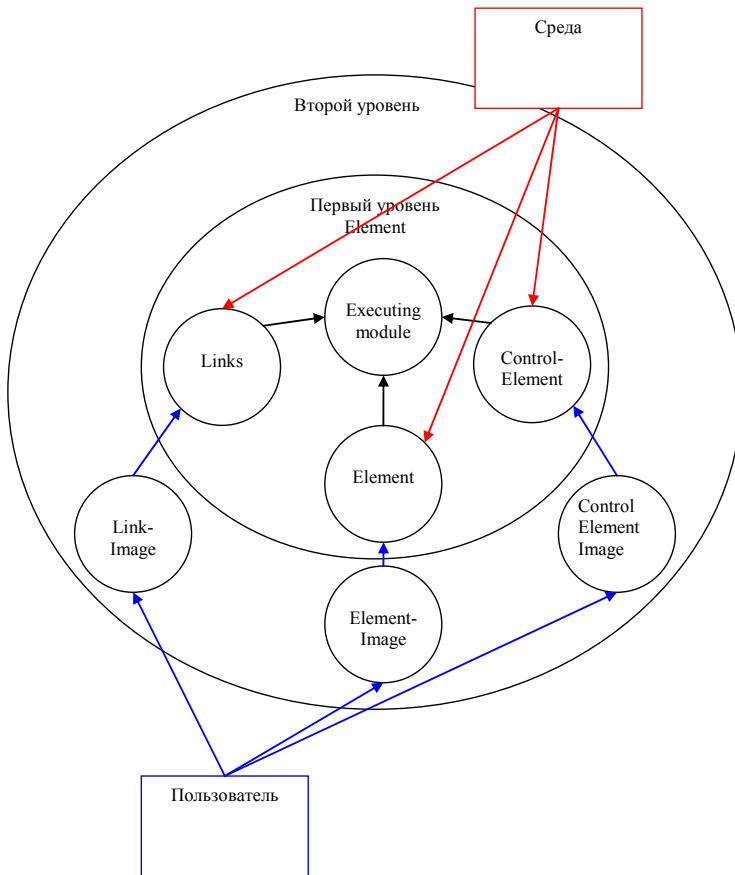 Среда
Второй уровень
Первый уровень
Element
Executing
module
Links
Control-
Element
Element
Link-
Image
Control
Element
Image
Element-
Image
Пользователь